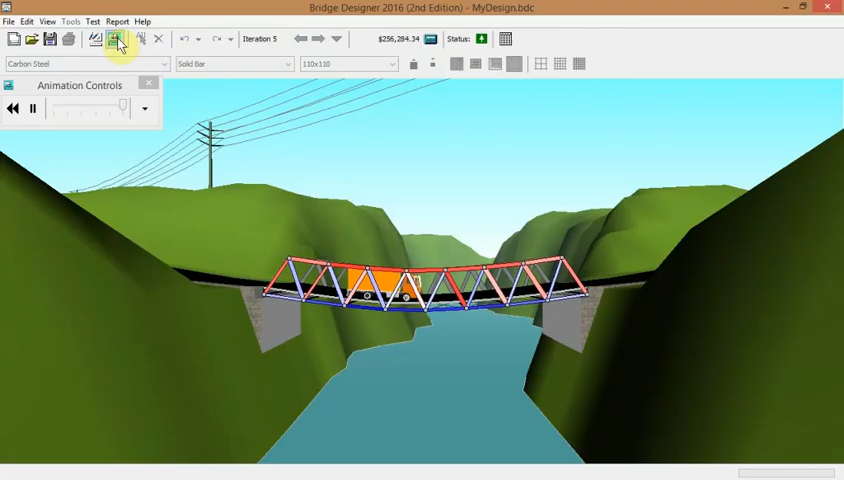 Bridge Designer 2016 (2nd Edition) - MyDesign.bdc
File Edit View Tools Test Report Help
Iteration 5 $256,284.34 Status:
Carbon Steel Solid Bar 110x110
Animation Controls